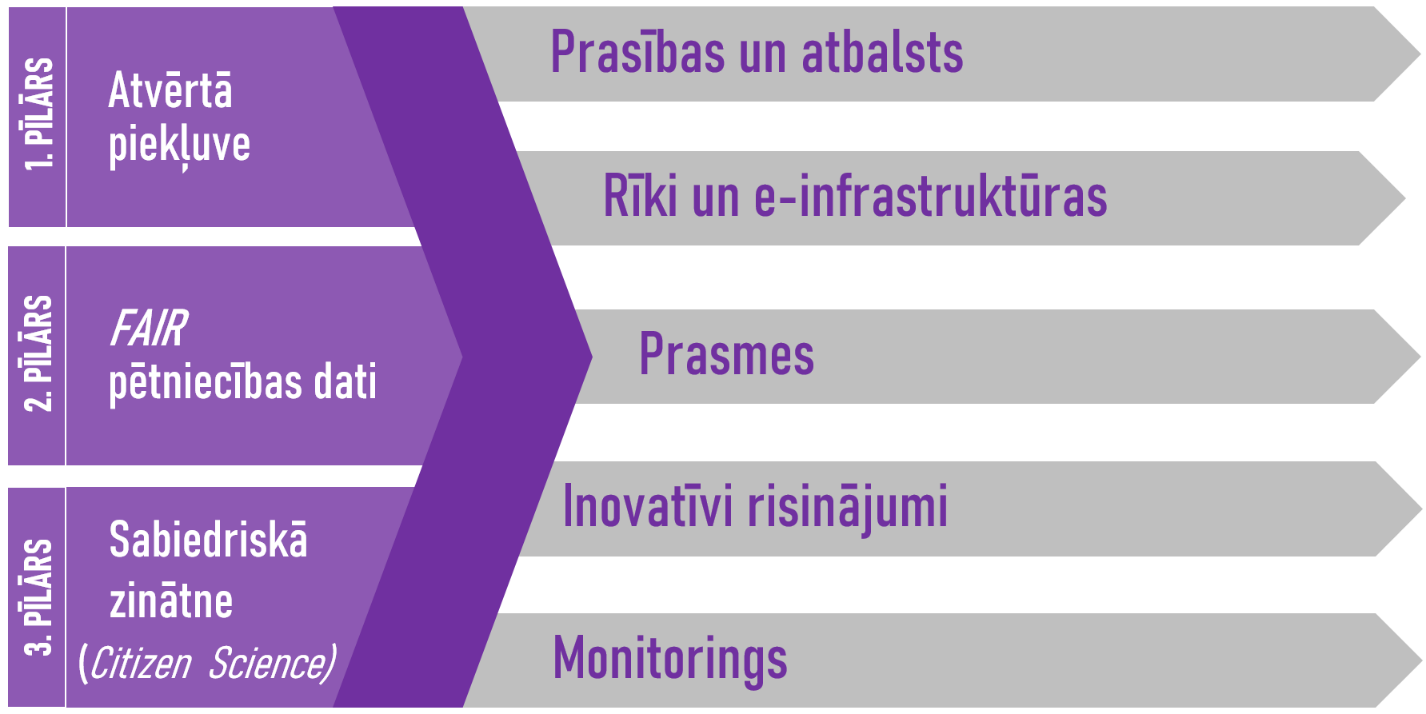 1. PĪLĀRS
Atvērtā
piekļuve
2. PĪLĀRS
FAIR
pētniecības dati
3. PĪLĀRS
Sabiedriskā
zinātne
(Citizen Science)
Prasības un atbalsts
Rīki un e-infrastruktūras
Prasmes
Inovatīvi risinājumi
Monitorings